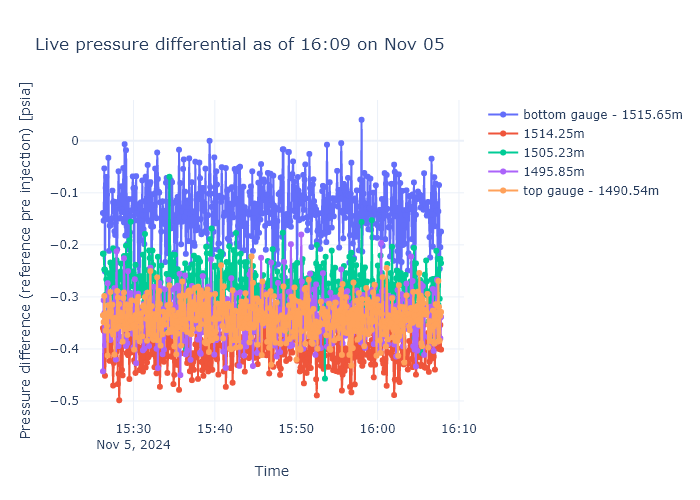 Live pressure differential as of 16:09 on Nov 05
Pressure difference (reference pre injection) [psia]
0
−0.1
−0.2
−0.3
−0.4
−0.5
15:30
15:40
15:50
16:00
16:10
Nov 5, 2024
Time
bottom gauge - 1515.65m
1514.25m
1505.23m
1495.85m
top gauge - 1490.54m